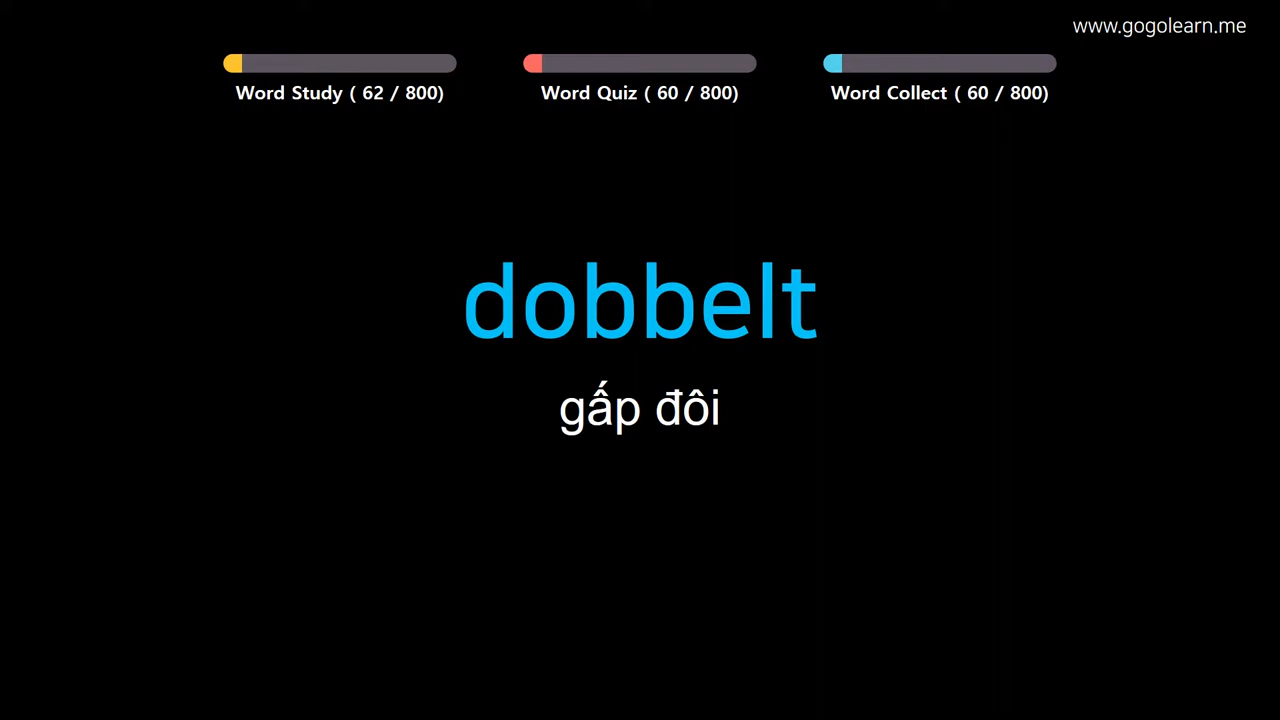 www.gogolearn.me
Word Study ( 62 / 800)
Word Quiz ( 60 / 800)
Word Collect ( 60 / 800)
dobbelt
gấp đôi